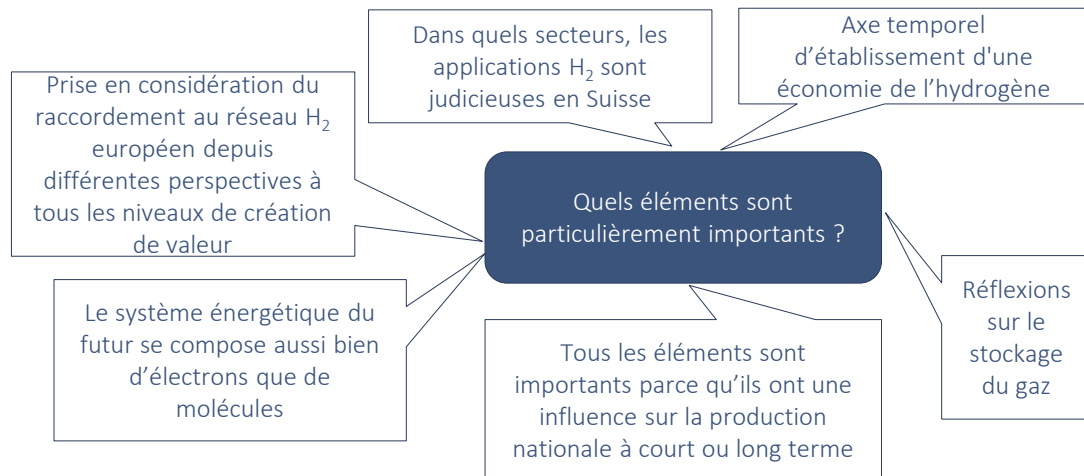 Dans quels secteurs, les
applications H₂ sont
judicieuses en Suisse
Axe temporel
d’établissement d'une
économie de l’hydrogène
Prise en considération du
raccordement au réseau H₂
européen depuis
différentes perspectives à
tous les niveaux de création
de valeur
Quels éléments sont
particulièrement importants ?
Le système énergétique du
futur se compose aussi bien
d’électrons que de
molécules
Tous les éléments sont
importants parce qu’ils ont une
influence sur la production
nationale à court ou long terme
Réflexions
sur le
stockage
du gaz